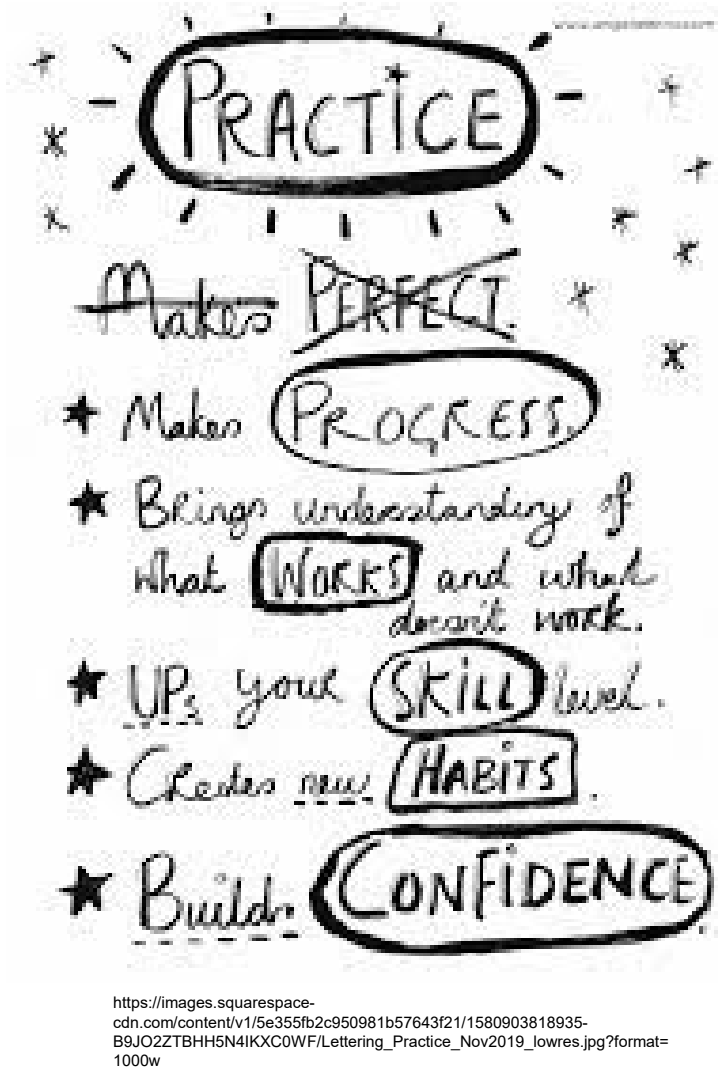 PRACTICE
Makes PERFECT.
Makes PROGRESS.
Brings understanding of
what WORKS and what
doesn't work.
UPs your SKILL level.
Creates new HABITS.
Builds CONFIDENCE.
https://images.squarespace-
cdn.com/content/v1/5e355fb2c950981b57643f21/1580903818935-
B9JO2ZTBHH5N4IKXC0WF/Lettering_Practice_Nov2019_lowres.jpg?format=
1000w